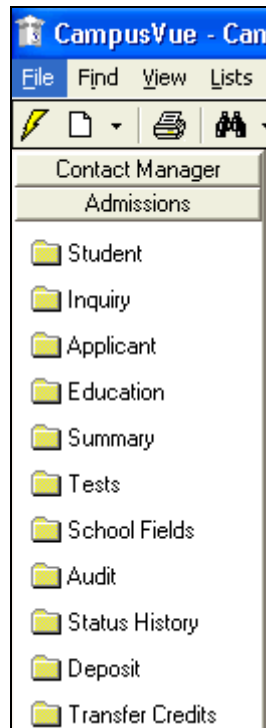 CampusVue - Can
File Find View Lists
Contact Manager
Admissions
Student
Inquiry
Applicant
Education
Summary
Tests
School Fields
Audit
Status History
Deposit
Transfer Credits